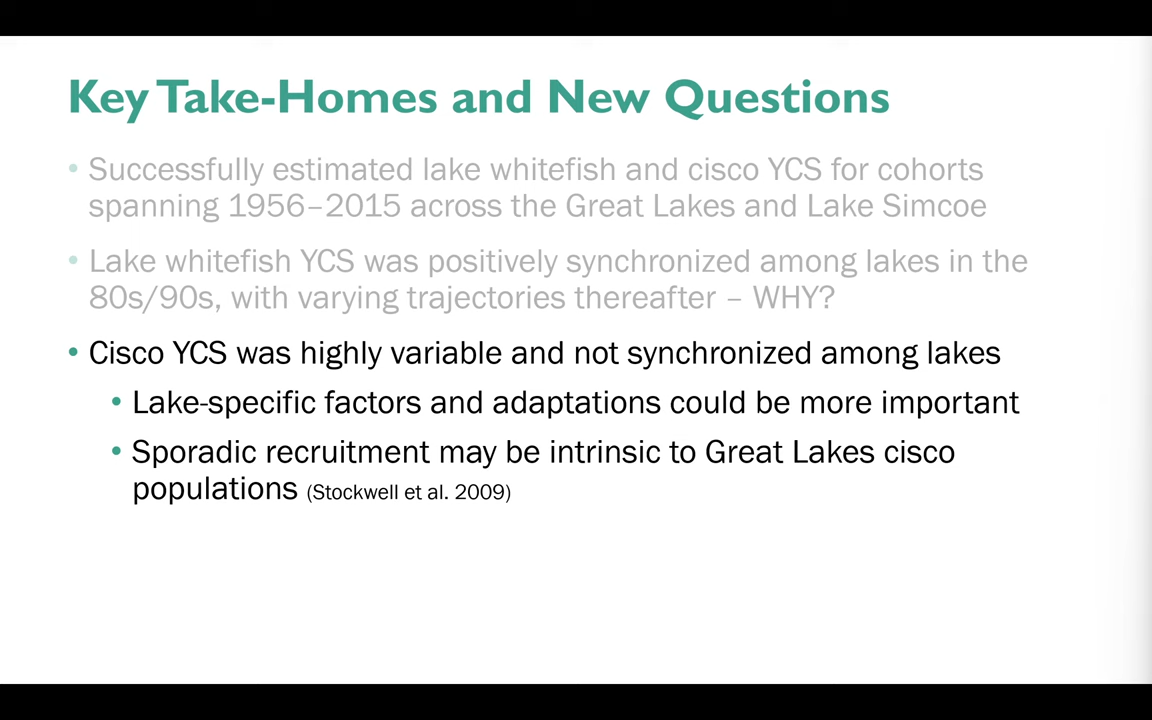 Key Take-Homes and New Questions
• Successfully estimated lake whitefish and cisco YCS for cohorts
spanning 1956–2015 across the Great Lakes and Lake Simcoe
• Lake whitefish YCS was positively synchronized among lakes in the
80s/90s, with varying trajectories thereafter – WHY?
• Cisco YCS was highly variable and not synchronized among lakes
• Lake-specific factors and adaptations could be more important
• Sporadic recruitment may be intrinsic to Great Lakes cisco
populations (Stockwell et al. 2009)